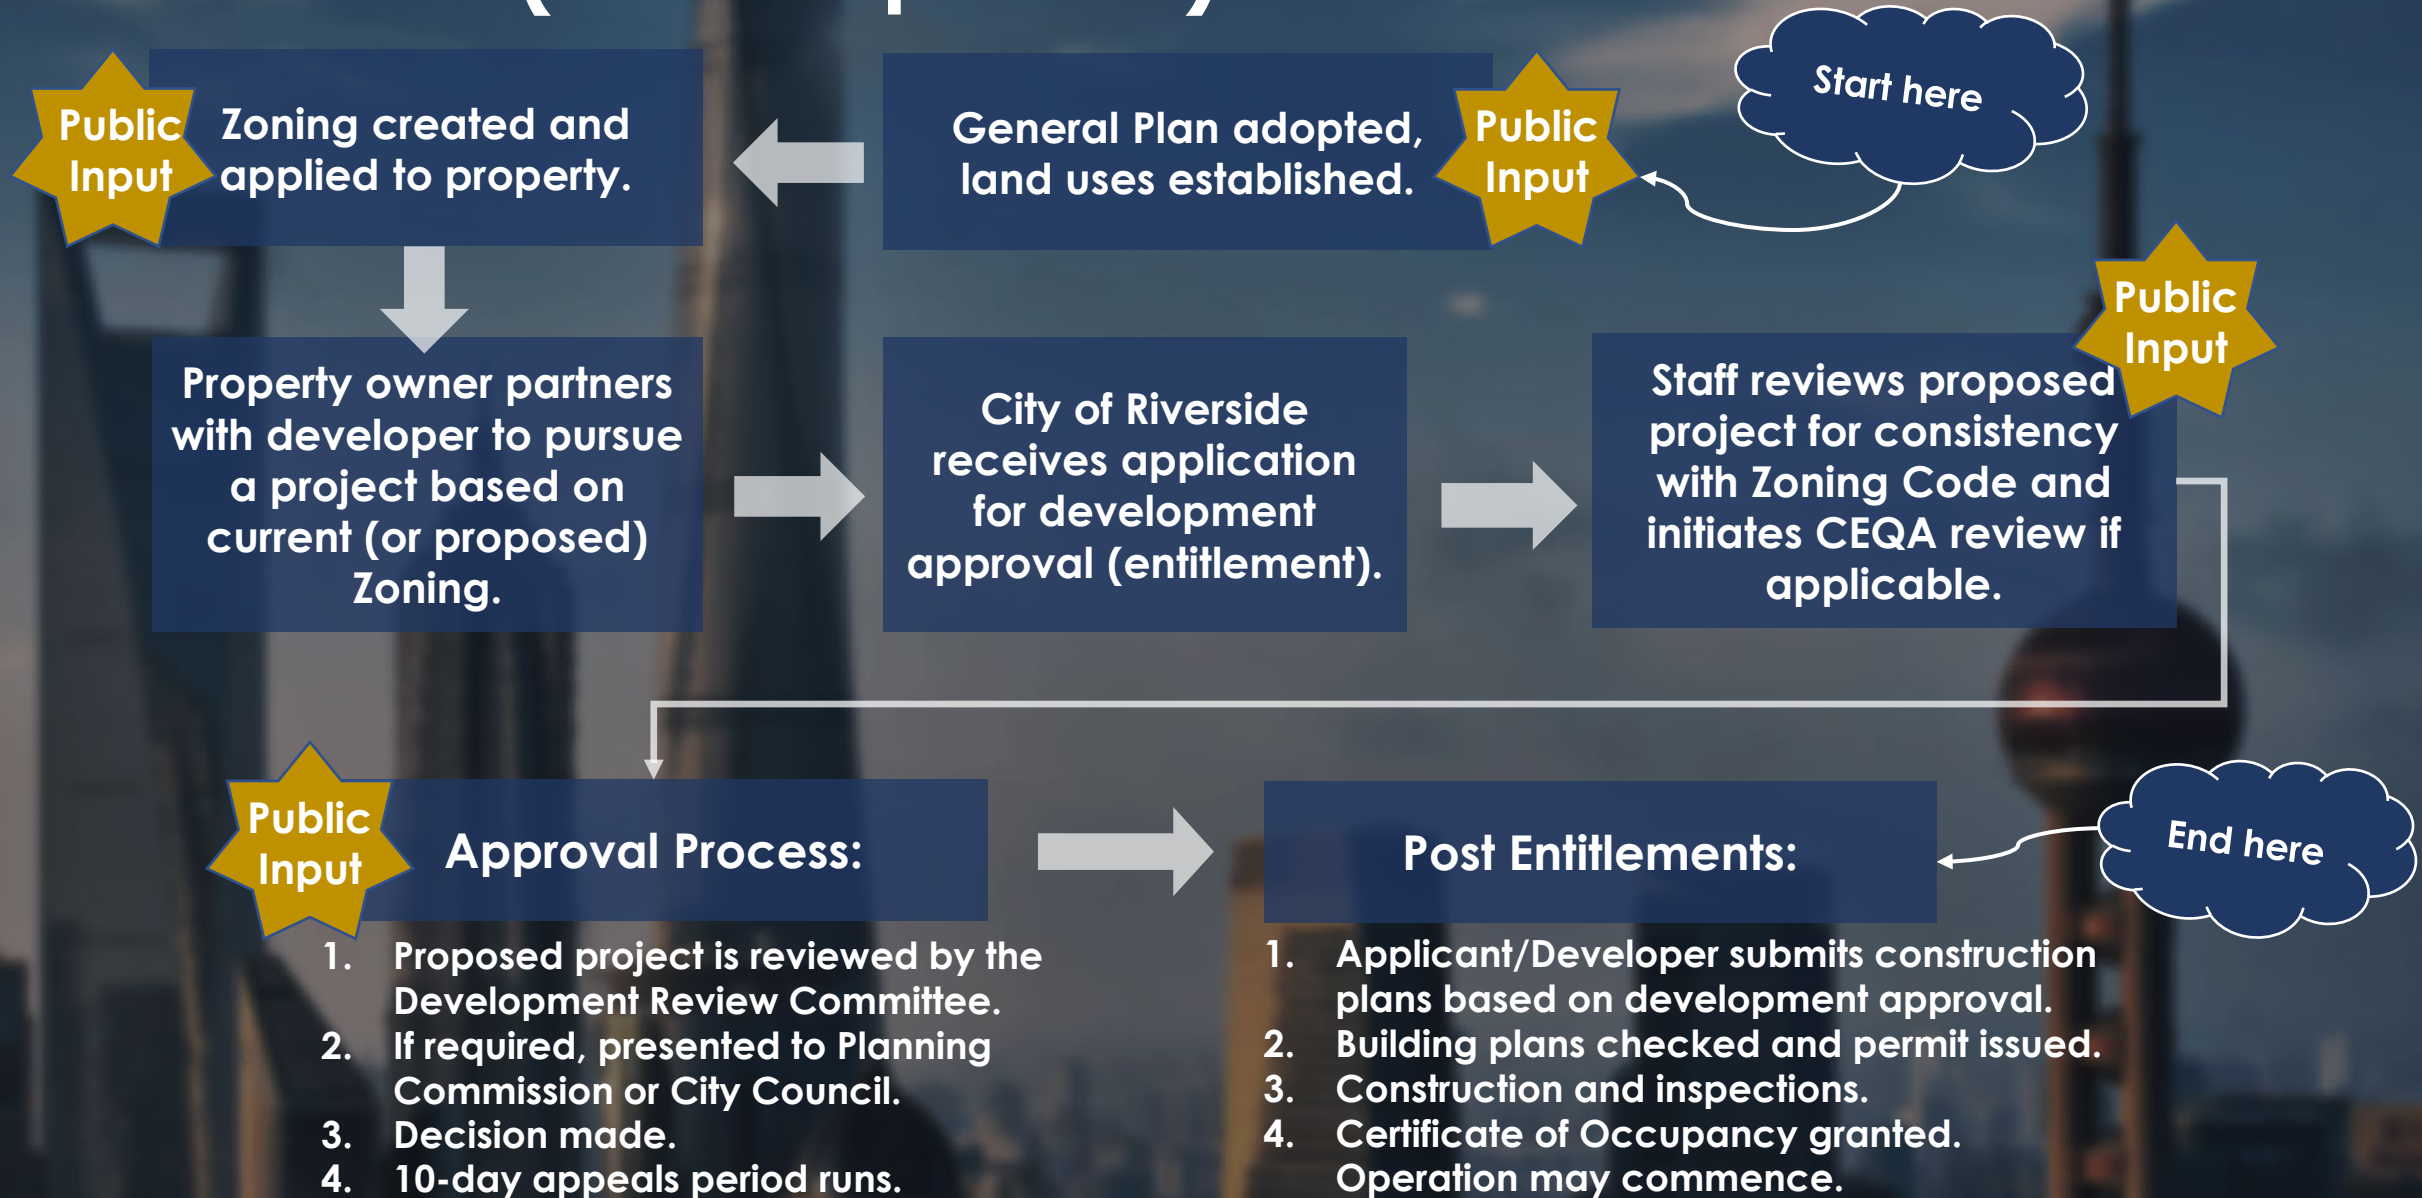 Start here
General Plan adopted,
land uses established.
Public
Input
Zoning created and
applied to property.
Public
Input
Property owner partners
with developer to pursue
a project based on
current (or proposed)
Zoning.
City of Riverside
receives application
for development
approval (entitlement).
Staff reviews proposed
project for consistency
with Zoning Code and
initiates CEQA review if
applicable.
Public
Input
Approval Process:
Public
Input
1. Proposed project is reviewed by the
Development Review Committee.
2. If required, presented to Planning
Commission or City Council.
3. Decision made.
4. 10-day appeals period runs.
Post Entitlements:
End here
1. Applicant/Developer submits construction
plans based on development approval.
2. Building plans checked and permit issued.
3. Construction and inspections.
4. Certificate of Occupancy granted.
Operation may commence.